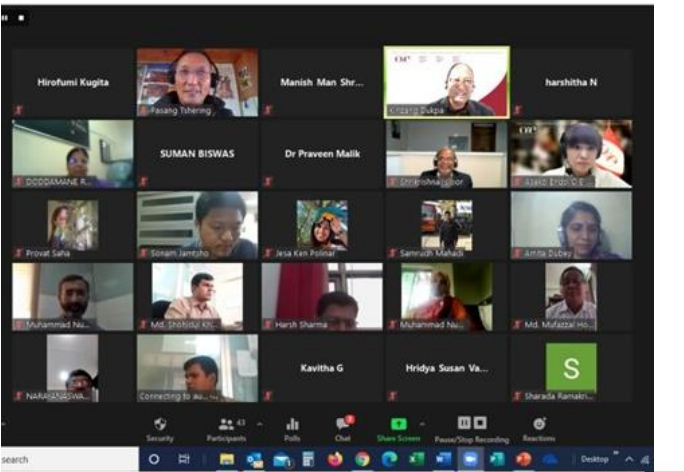 Hirofumi Kugita
Pasang Tshering
Manish Man Shr...
Kinzang Dukpa
harshitha N
DODDAMANE R...
SUMAN BISWAS
Dr Praveen Malik
Provat Saha
Sonam Jamtsho
Jesa Ken Polinar
Samrudh Mahadi
Amita Dubey
Muhammad Nu...
Md. Shohidul Kh...
Harsh Sharma
Muhammad Nu...
Md. Mufazzal Ho...
NARAYANASWA...
Connecting to au...
Kavitha G
Hridya Susan Va...
S
Sharada Ramakri...
43
Security
Participants
Polls
Chat
Share Screen
Pause/Stop Recording
Reactions
search
Desktop